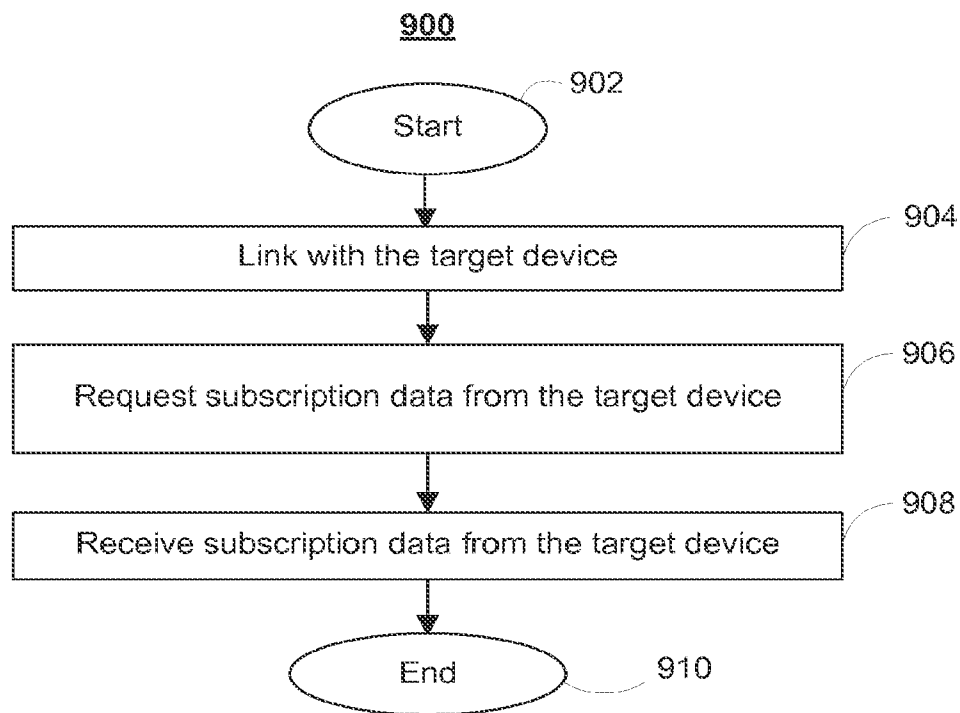 900
902
Start
904
Link with the target device
906
Request subscription data from the target device
908
Receive subscription data from the target device
End
910